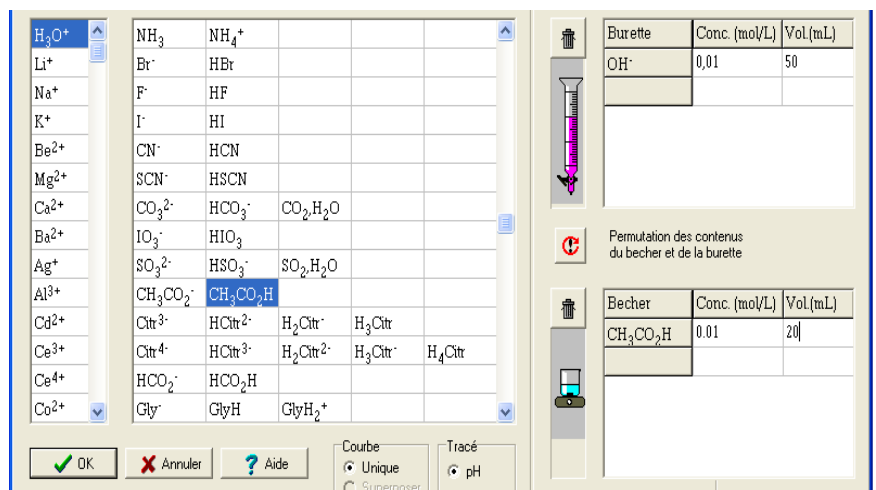 H₃O⁺
Li⁺
Na⁺
K⁺
Be²⁺
Mg²⁺
Ca²⁺
Ba²⁺
Ag⁺
Al³⁺
Cd²⁺
Ce³⁺
Ce⁴⁺
Co²⁺
NH₃ NH₄⁺
Br⁻ HBr
F⁻ HF
I⁻ HI
CN⁻ HCN
SCN⁻ HSCN
CO₃²⁻ HCO₃⁻ CO₂,H₂O
IO₃⁻ HIO₃
SO₃²⁻ HSO₃⁻ SO₂,H₂O
CH₃CO₂⁻ CH₃CO₂H
Citr³⁻ HCitr²⁻ H₂Citr⁻ H₃Citr
Citr⁴⁻ HCitr³⁻ H₂Citr²⁻ H₃Citr⁻ H₄Citr
HCO₂⁻ HCO₂H
Gly⁻ GlyH GlyH₂⁺
OK Annuler ? Aide
Courbe
Unique
Superposer
Tracé
pH
Burette Conc. (mol/L) Vol.(mL)
OH⁻ 0,01 50
Permutation des contenus
du becher et de la burette
Becher Conc. (mol/L) Vol.(mL)
CH₃CO₂H 0.01 20